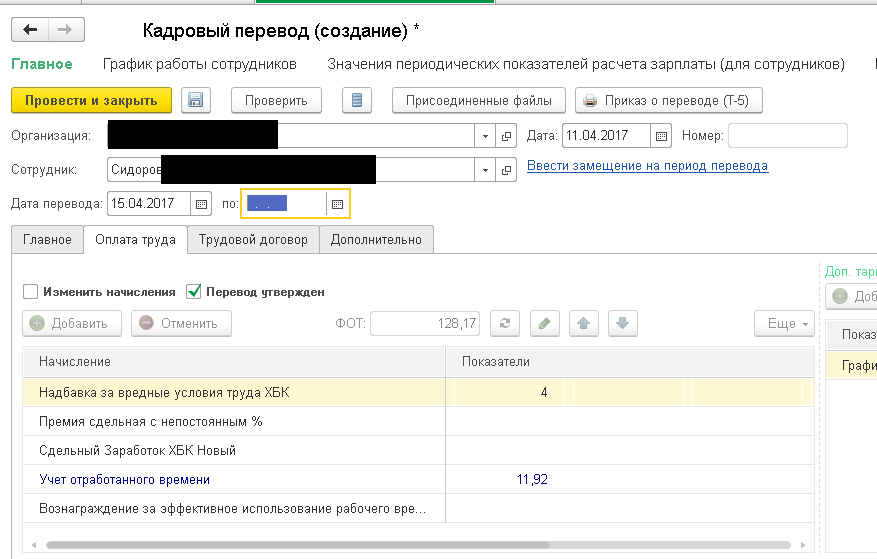 Кадровый перевод (создание) *
Главное График работы сотрудников Значения периодических показателей расчета зарплаты (для сотрудников)
Провести и закрыть Проверить Присоединенные файлы Приказ о переводе (Т-5)
Организация: Дата: 11.04.2017 Номер:
Сотрудник: Сидоров Ввести замещение на период перевода
Дата перевода: 15.04.2017 по: . .
Главное Оплата труда Трудовой договор Дополнительно
Доп. тар
Изменить начисления Перевод утвержден
Добавить Отменить ФОТ: 128,17 Еще Доб
Начисление Показатели Показ
Надбавка за вредные условия труда ХБК 4 Графи
Премия сдельная с непостоянным %
Сдельный Заработок ХБК Новый
Учет отработанного времени 11,92
Вознаграждение за эффективное использование рабочего вре...